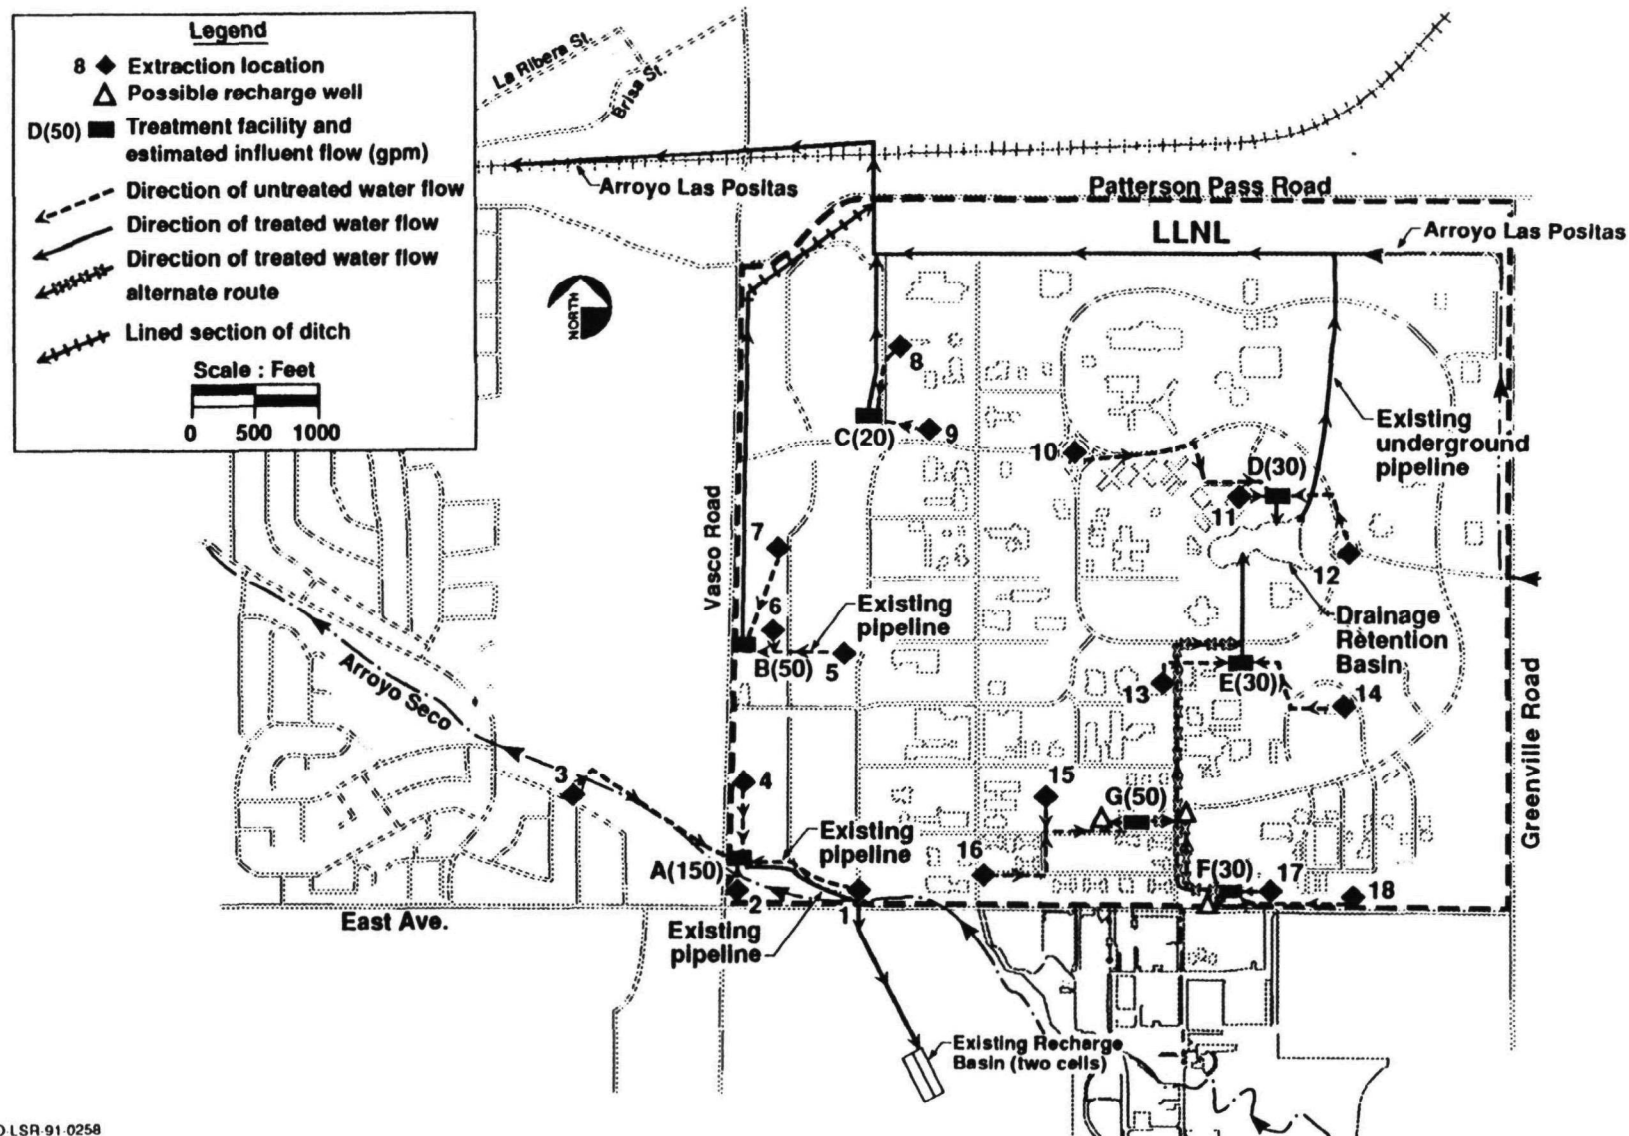 Legend
8 Extraction location
Possible recharge well
D(50) Treatment facility and
estimated influent flow (gpm)
Direction of untreated water flow
Direction of treated water flow
Direction of treated water flow
alternate route
Lined section of ditch
Scale : Feet
0 500 1000
La Ribera St.
Brisa St.
NORTH
Arroyo Las Positas
Patterson Pass Road
LLNL
Arroyo Las Positas
8
C(20)
9
10
Existing
underground
pipeline
D(30)
11
12
Vasco Road
7
6
Existing
pipeline
B(50)
5
Drainage
Retention
Basin
13
E(30)
14
Greenville Road
Arroyo Seco
3
4
15
G(50)
Existing
pipeline
A(150)
16
F(30)
17
18
2
1
East Ave.
Existing
pipeline
Existing Recharge
Basin (two cells)
LSR-91-0258